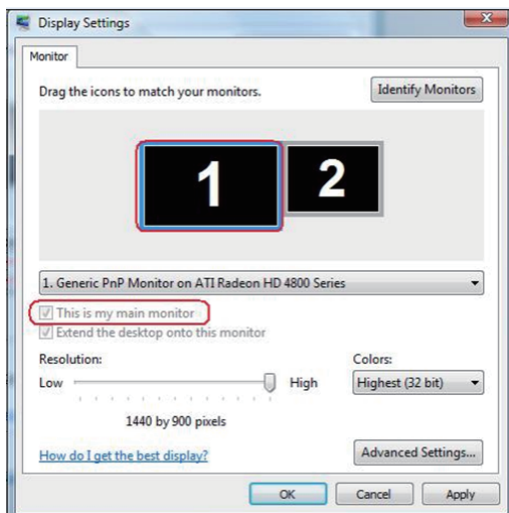 Display Settings
Monitor
Drag the icons to match your monitors.
Identify Monitors
1
2
1. Generic PnP Monitor on ATI Radeon HD 4800 Series
This is my main monitor
Extend the desktop onto this monitor
Resolution:
Colors:
Low
High
Highest (32 bit)
1440 by 900 pixels
How do I get the best display?
Advanced Settings...
OK
Cancel
Apply